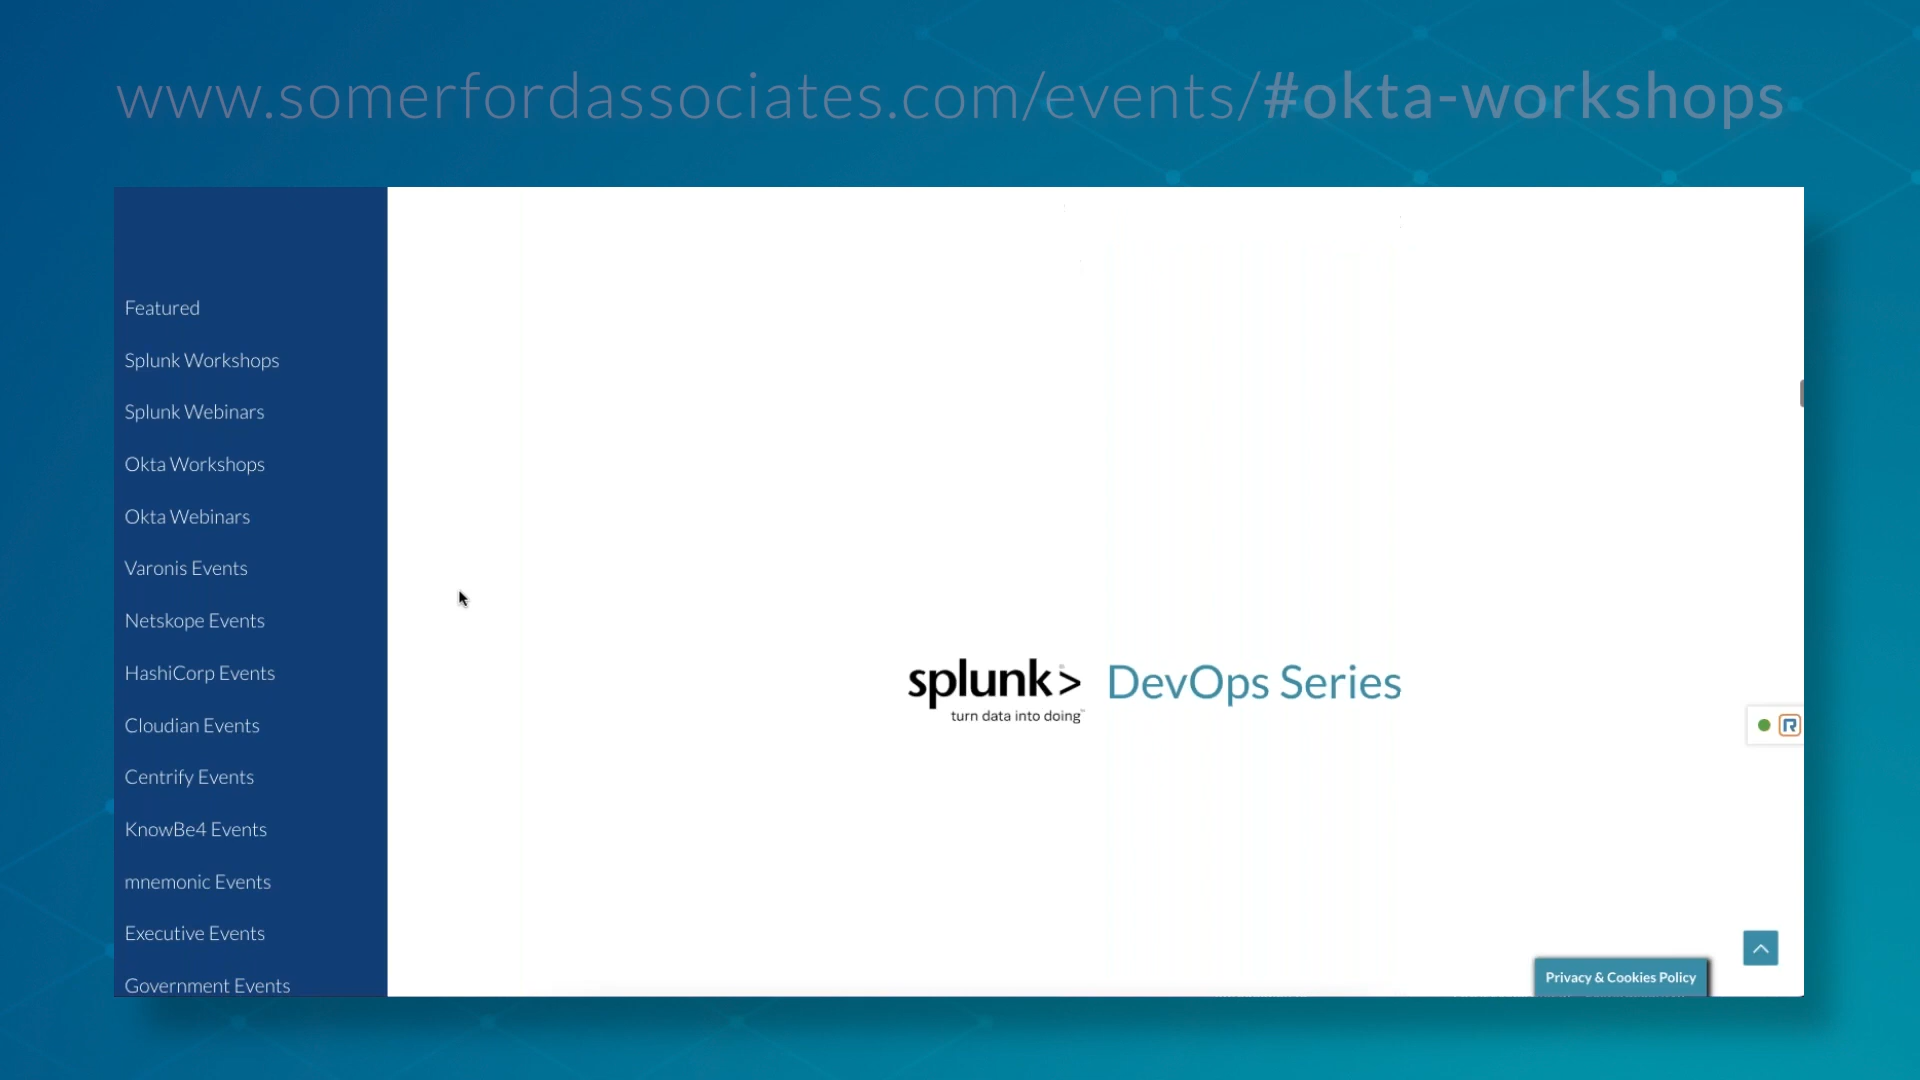 www.somerfordassociates.com/events/#okta-workshops
Featured
Splunk Workshops
Splunk Webinars
Okta Workshops
Okta Webinars
Varonis Events
Netskope Events
HashiCorp Events
Cloudian Events
Centrify Events
KnowBe4 Events
mnemonic Events
Executive Events
Government Events
splunk> DevOps Series
turn data into doing™
Privacy & Cookies Policy